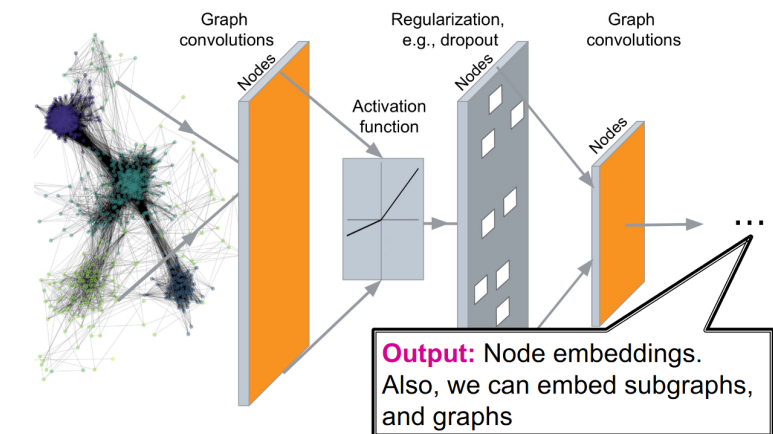 Graph
convolutions
Regularization,
e.g., dropout
Graph
convolutions
Nodes
Nodes
Activation
function
Nodes
...
Output: Node embeddings.
Also, we can embed subgraphs,
and graphs